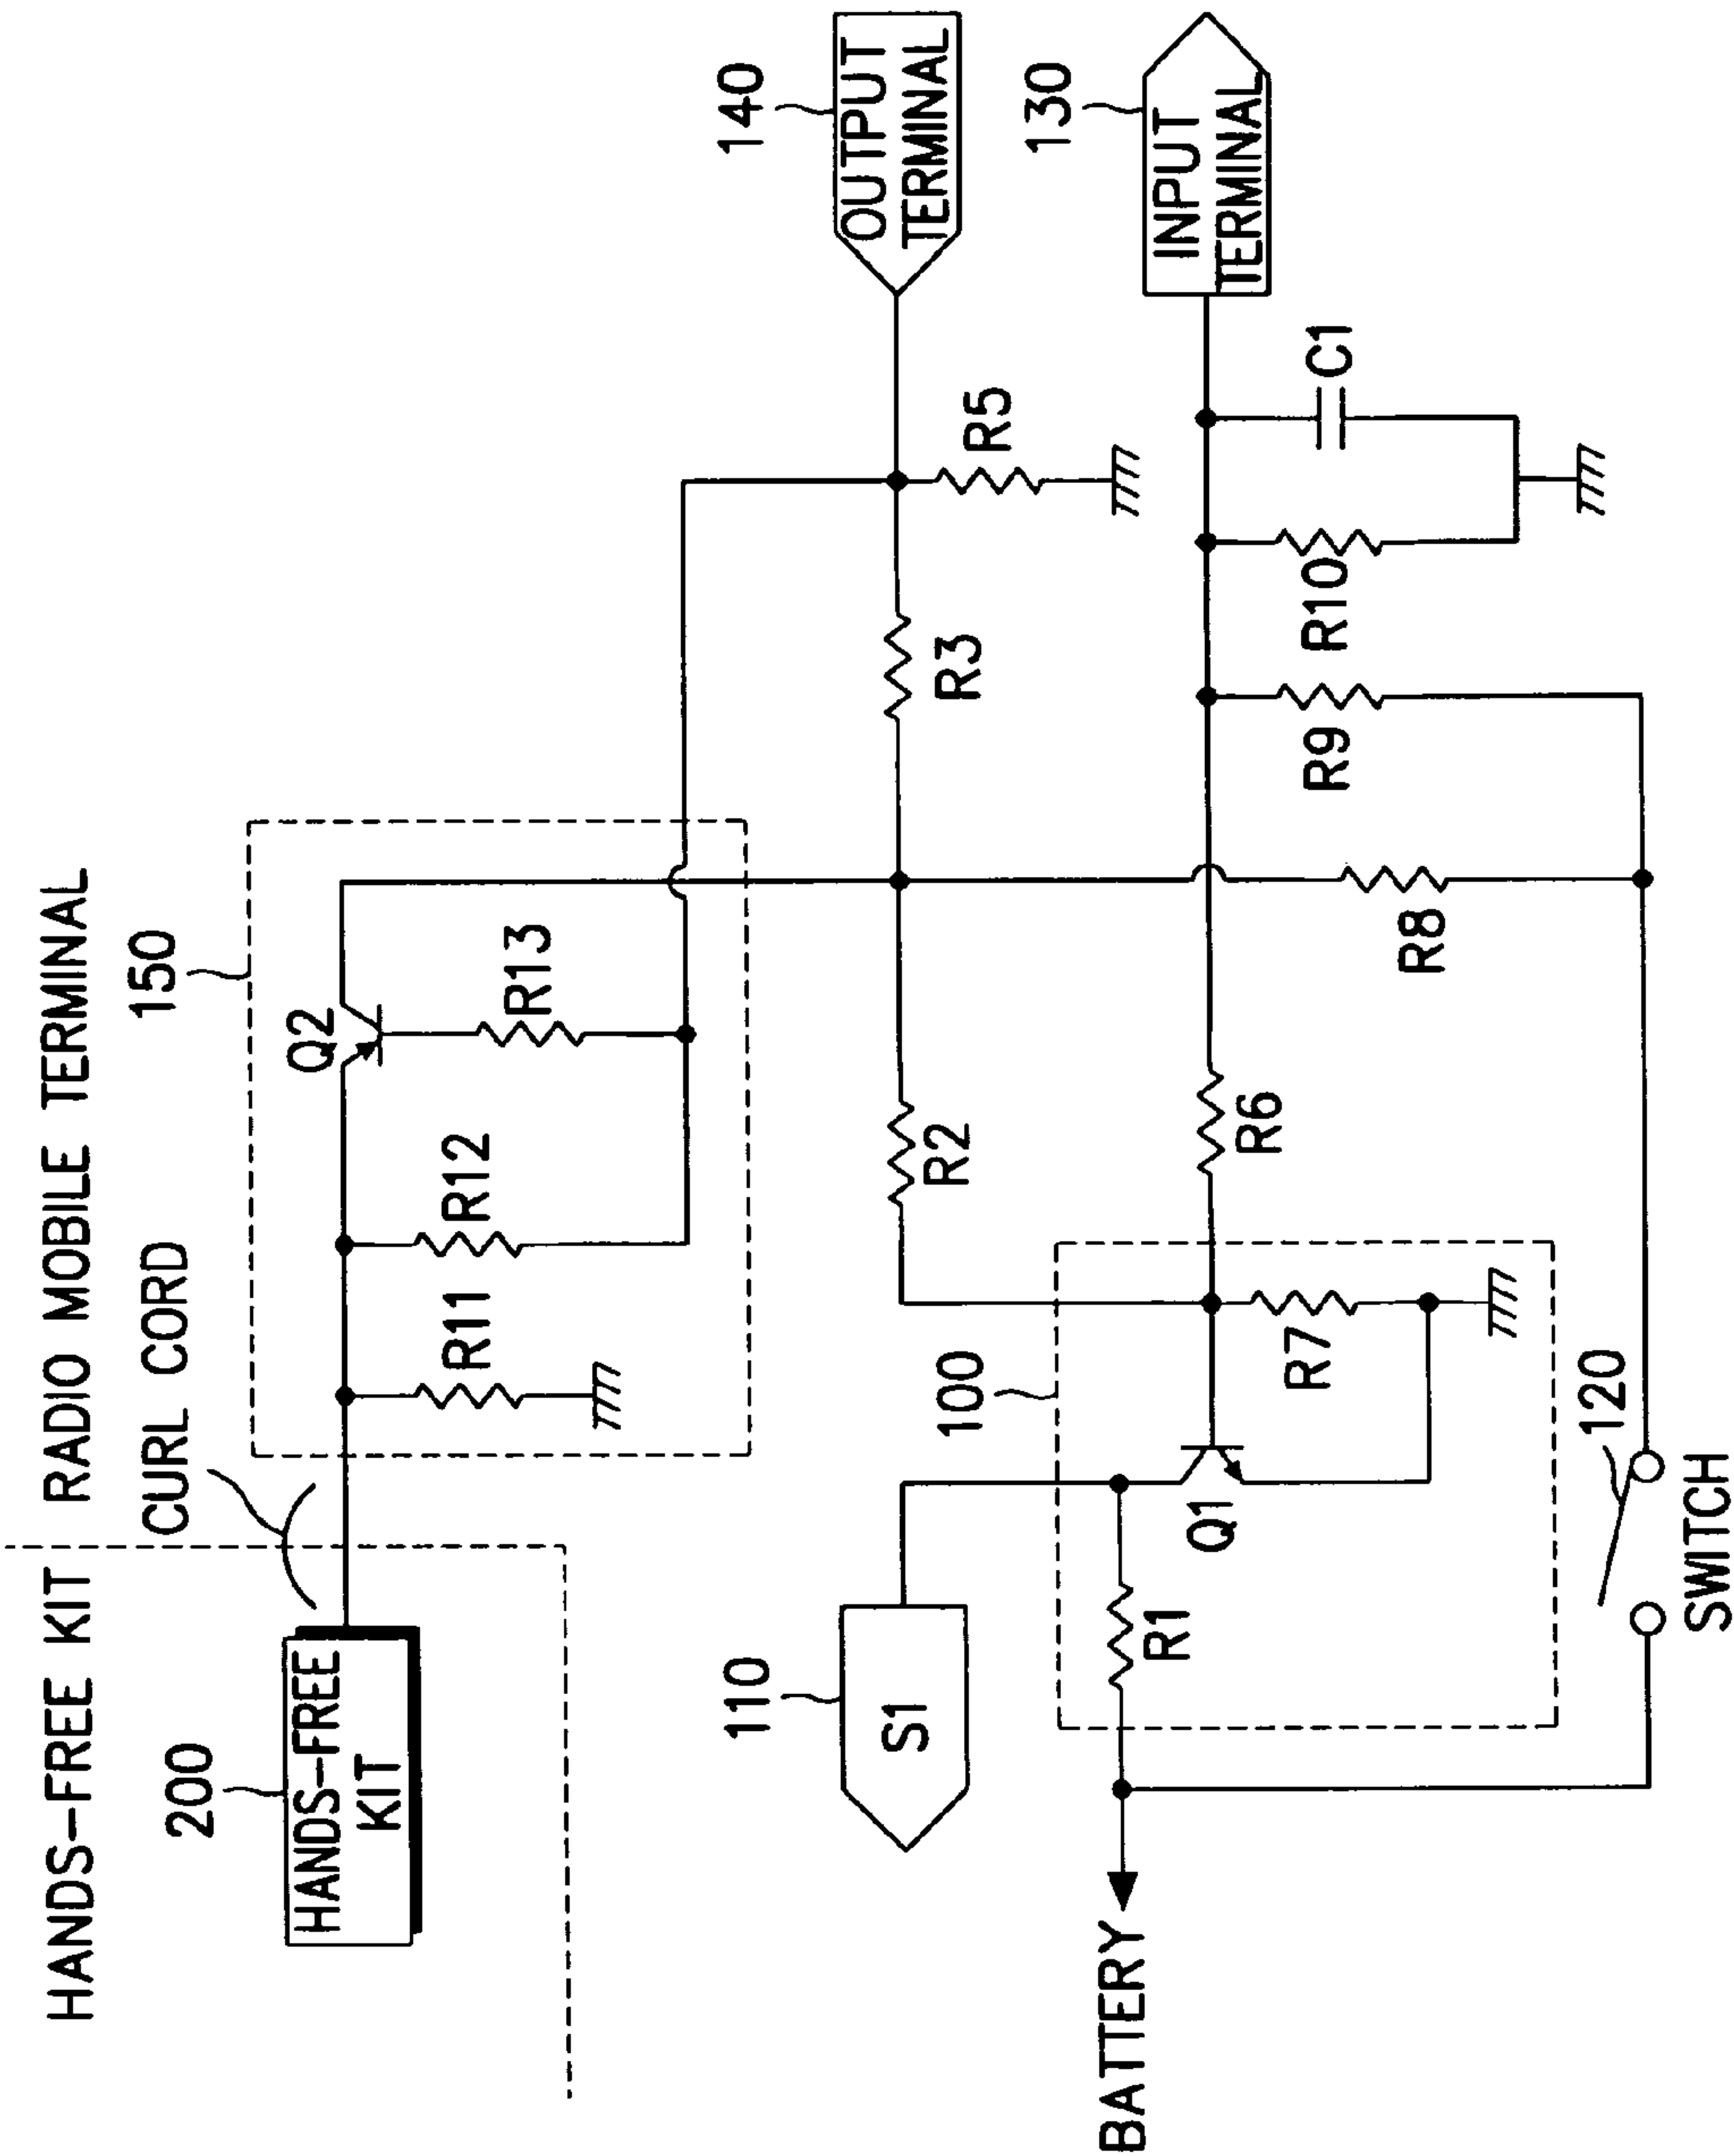 HANDS-FREE KIT
RADIO MOBILE TERMINAL
CURL CORD
150
200
HANDS-FREE
KIT
Q2
R11
R12
R13
140
OUTPUT
TERMINAL
110
S1
R2
R3
R5
100
130
INPUT
TERMINAL
BATTERY
R1
Q1
R7
R6
R8
R9
R10
C1
120
SWITCH